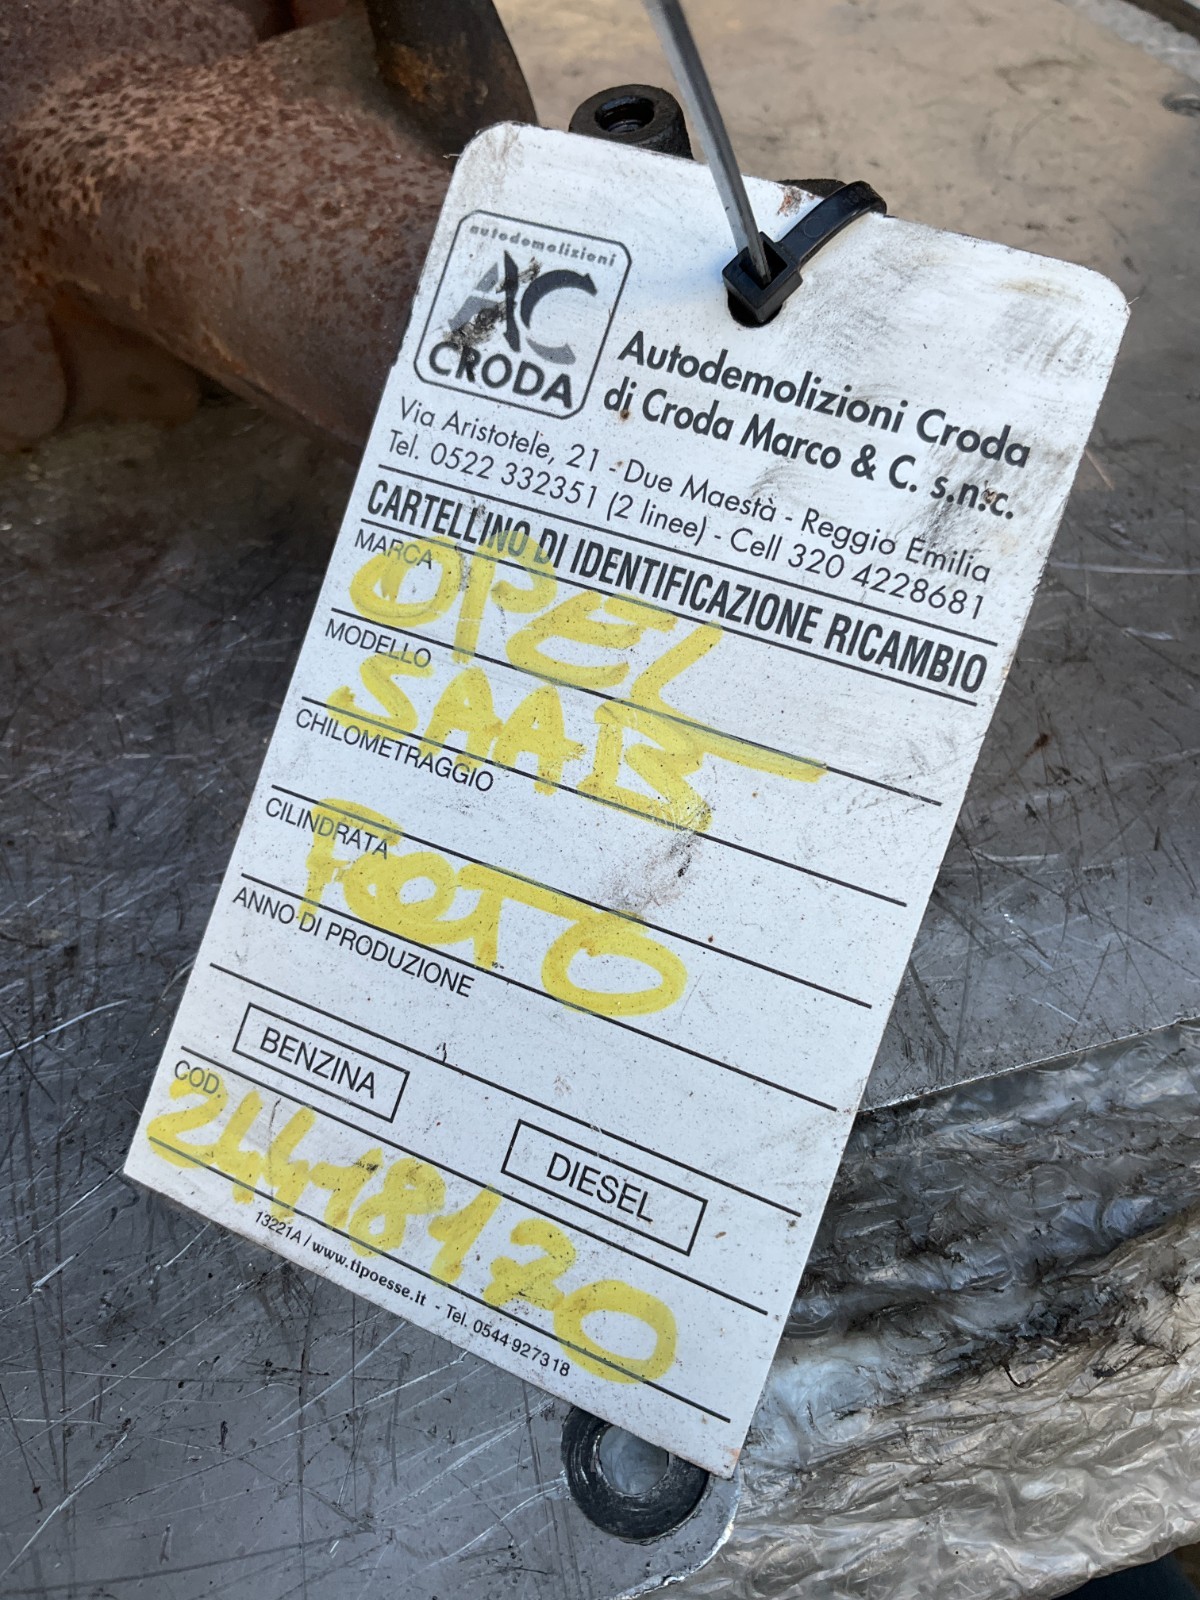 autodemolizioni
AC
CRODA
Autodemolizioni Croda
di Croda Marco & C. s.n.c.
Via Aristotele, 21 - Due Maestà - Reggio Emilia
Tel. 0522 332351 (2 linee) - Cell 320 4228681
CARTELLINO DI IDENTIFICAZIONE RICAMBIO
MARCA
OPEL
MODELLO
SAAB
CHILOMETRAGGIO
CILINDRATA
FOTO
ANNO DI PRODUZIONE
BENZINA
DIESEL
COD.
24418170
13221A / www.tipoesse.it - Tel. 0544 927318